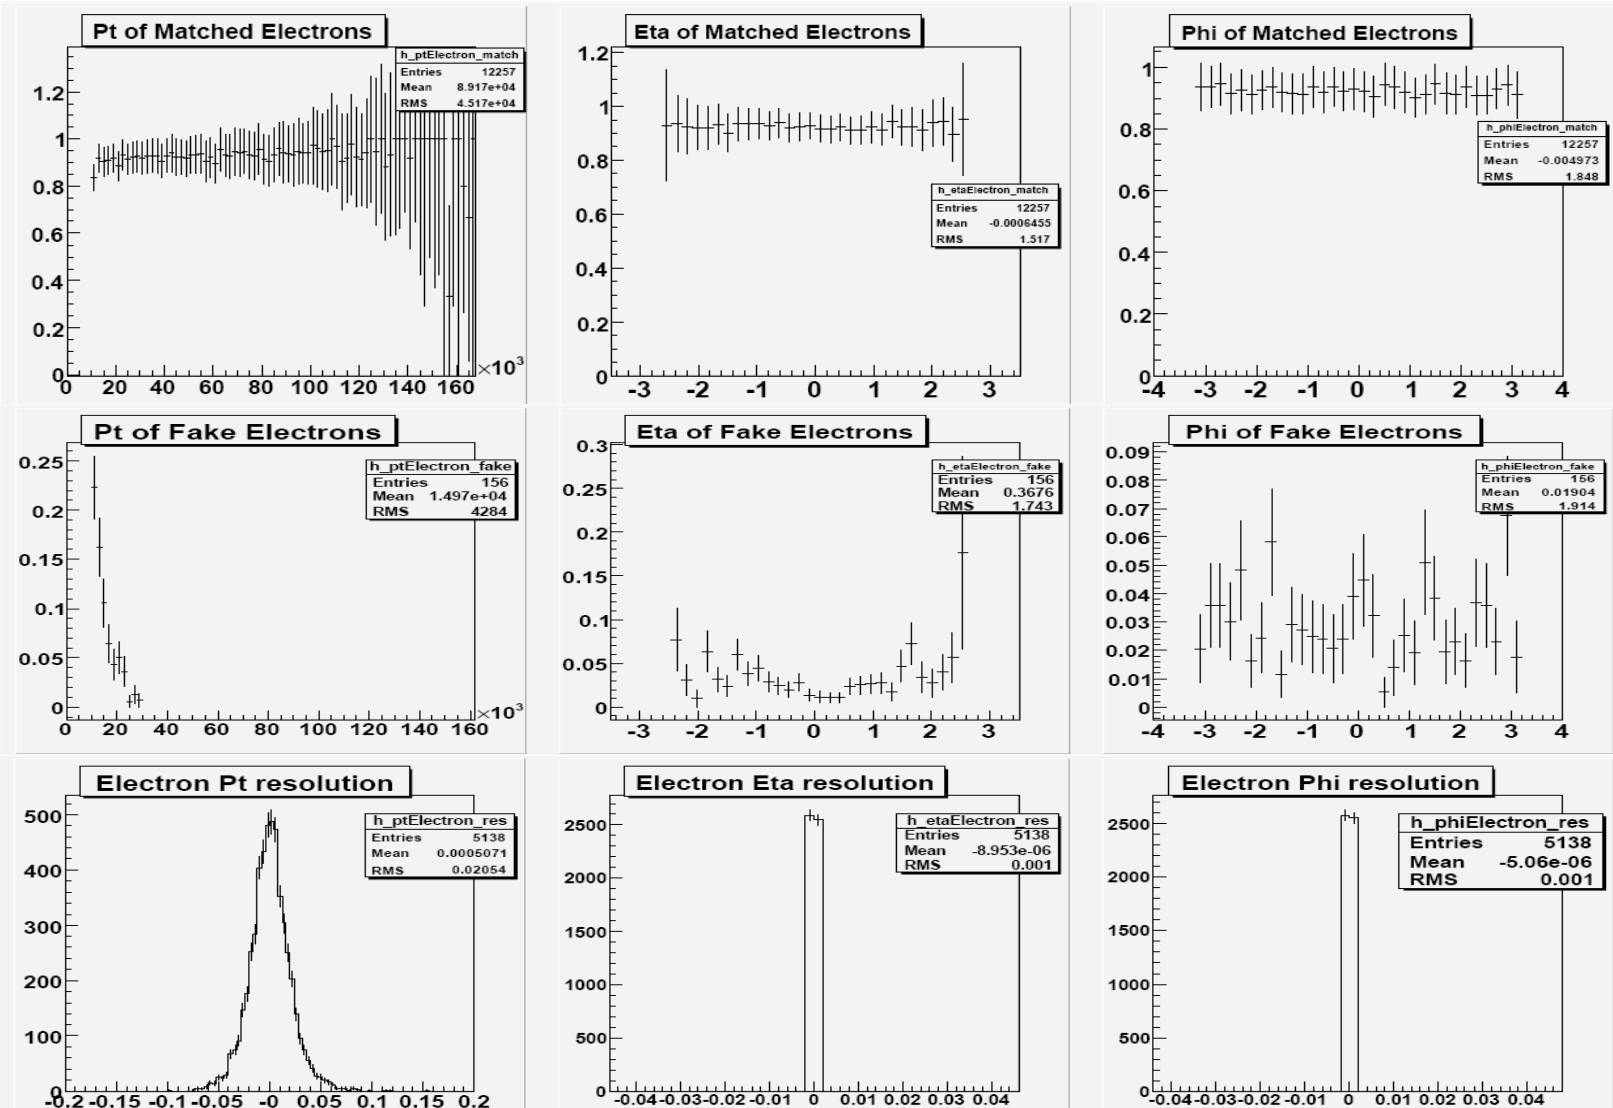 Pt of Matched Electrons
h_ptElectron_match
Entries 12257
Mean 8.917e+04
RMS 4.517e+04
1.2
1
0.8
0.6
0.4
0.2
0
0 20 40 60 80 100 120 140 160
×10³
Eta of Matched Electrons
1.2
1
0.8
0.6
0.4
0.2
0
h_etaElectron_match
Entries 12257
Mean -0.0006455
RMS 1.517
-3 -2 -1 0 1 2 3
Phi of Matched Electrons
1
0.8
0.6
0.4
0.2
0
h_phiElectron_match
Entries 12257
Mean -0.004973
RMS 1.848
-4 -3 -2 -1 0 1 2 3 4
Pt of Fake Electrons
h_ptElectron_fake
Entries 156
Mean 1.497e+04
RMS 4284
0.25
0.2
0.15
0.1
0.05
0
0 20 40 60 80 100 120 140 160
×10³
Eta of Fake Electrons
0.3
0.25
0.2
0.15
0.1
0.05
0
h_etaElectron_fake
Entries 156
Mean 0.3676
RMS 1.743
-3 -2 -1 0 1 2 3
Phi of Fake Electrons
0.09
0.08
0.07
0.06
0.05
0.04
0.03
0.02
0.01
0
h_phiElectron_fake
Entries 156
Mean 0.01904
RMS 1.914
-4 -3 -2 -1 0 1 2 3 4
Electron Pt resolution
500
400
300
200
100
0
h_ptElectron_res
Entries 5138
Mean 0.0005071
RMS 0.02054
-0.2 -0.15 -0.1 -0.05 -0 0.05 0.1 0.15 0.2
Electron Eta resolution
2500
2000
1500
1000
500
0
h_etaElectron_res
Entries 5138
Mean -8.953e-06
RMS 0.001
-0.04 -0.03 -0.02 -0.01 0 0.01 0.02 0.03 0.04
Electron Phi resolution
2500
2000
1500
1000
500
0
h_phiElectron_res
Entries 5138
Mean -5.06e-06
RMS 0.001
-0.04 -0.03 -0.02 -0.01 0 0.01 0.02 0.03 0.04